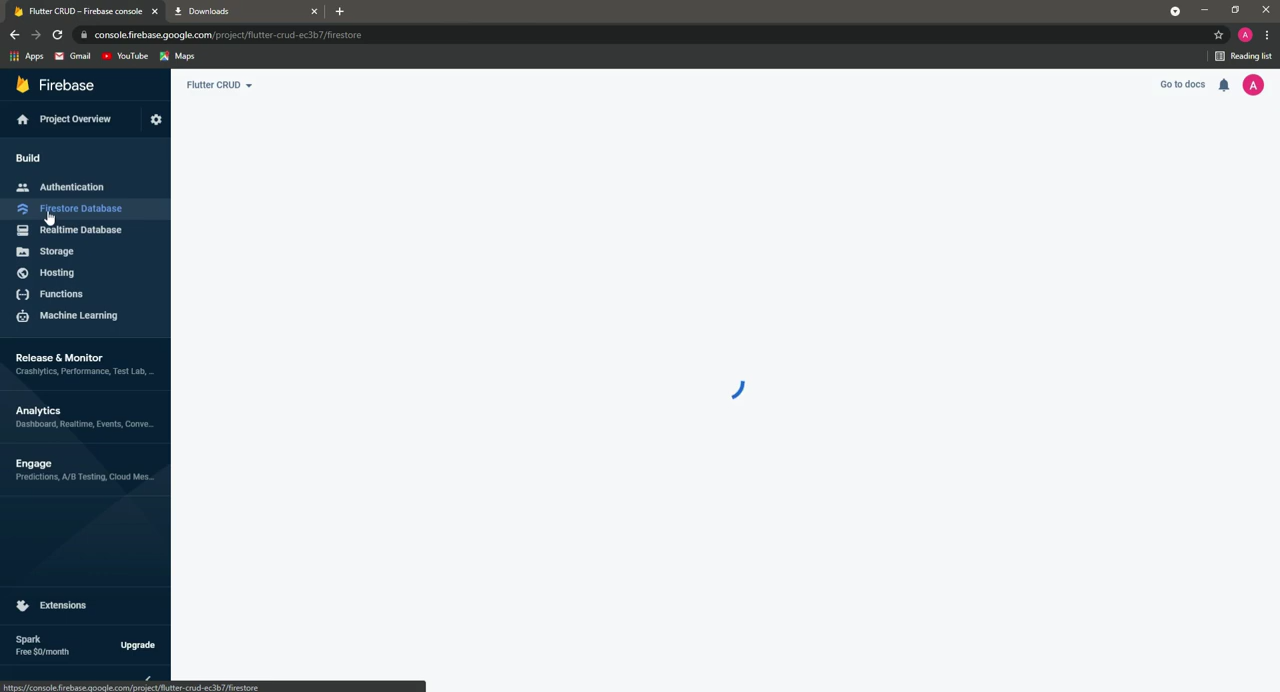 Flutter CRUD – Firebase console
Downloads
console.firebase.google.com/project/flutter-crud-ec3b7/firestore
A
Apps
Gmail
YouTube
Maps
Reading list
Firebase
Flutter CRUD
Go to docs
A
Project Overview
Build
Authentication
Firestore Database
Realtime Database
Storage
Hosting
Functions
Machine Learning
Release & Monitor
Crashlytics, Performance, Test Lab, ...
Analytics
Dashboard, Realtime, Events, Conve...
Engage
Predictions, A/B Testing, Cloud Mes...
Extensions
Spark
Free $0/month
Upgrade
https://console.firebase.google.com/project/flutter-crud-ec3b7/firestore